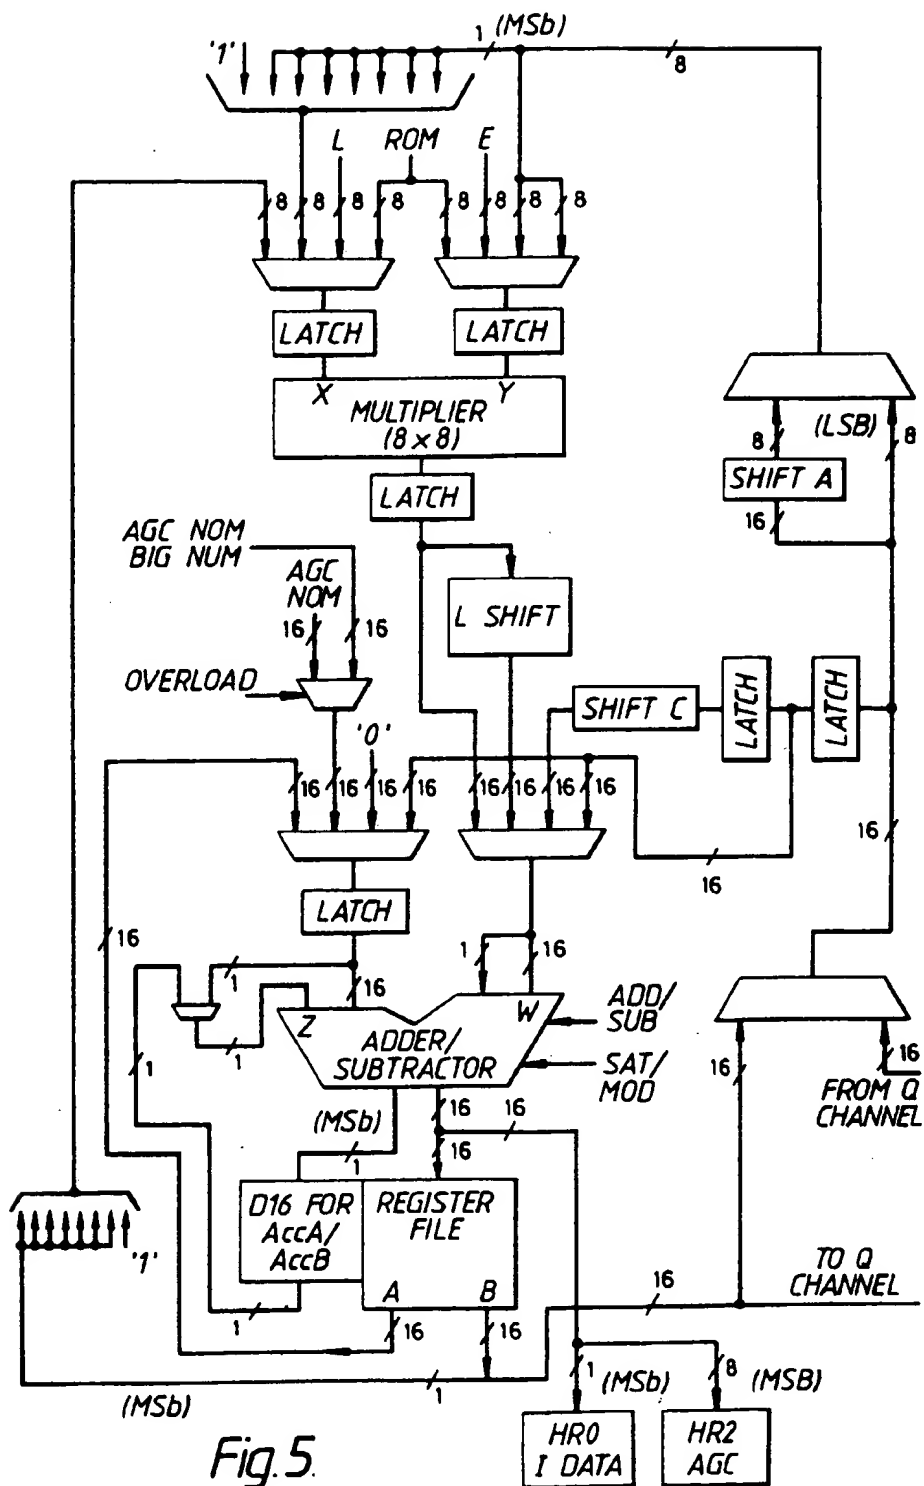 1 (MSb)
'1'
8
L ROM E
8 8 8 8 8 8 8 8
LATCH LATCH
X Y
MULTIPLIER
(8 x 8)
8 (LSB) 8
LATCH
SHIFT A
16
AGC NOM
BIG NUM
AGC
NOM
L SHIFT
16 16
OVERLOAD
SHIFT C LATCH LATCH
'0'
16 16 16 16 16 16 16 16
16
16
LATCH
16
1 1 16
16
Z W
ADD/
SUB
ADDER/
SUBTRACTOR
1 1
SAT/
MOD
16 16
FROM Q
CHANNEL
(MSb) 16 16
1 16
D16 FOR
AccA/
AccB
REGISTER
FILE
'1'
TO Q
CHANNEL
A B
16
1 16 16
(MSb) 1
1 (MSb) 8 (MSB)
HR0
I DATA
HR2
AGC
Fig. 5.